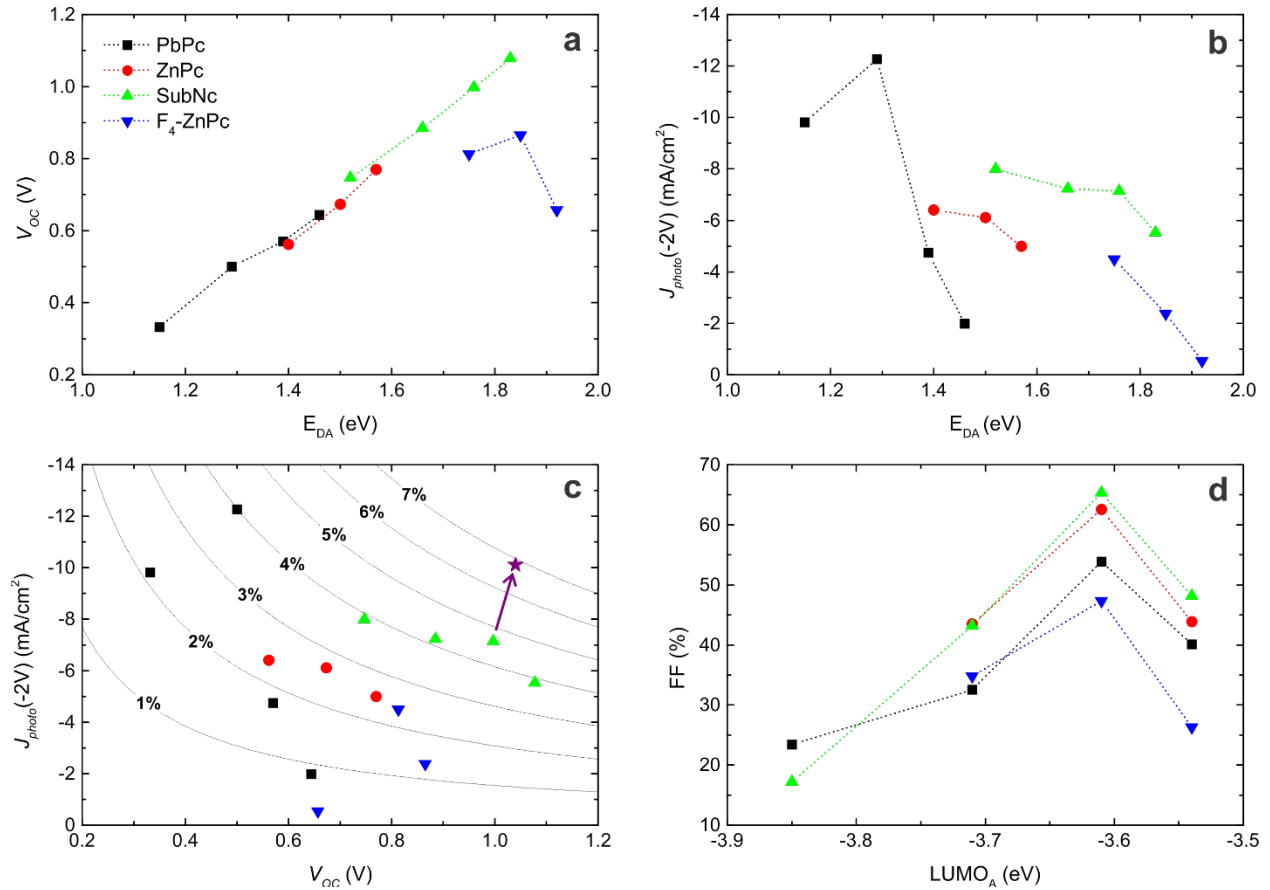 a
PbPc
ZnPc
SubNc
F4-ZnPc
1.2
1.0
0.8
0.6
0.4
0.2
VOC (V)
1.0 1.2 1.4 1.6 1.8 2.0
EDA (eV)
b
-14
-12
-10
-8
-6
-4
-2
0
Jphoto(-2V) (mA/cm²)
1.0 1.2 1.4 1.6 1.8 2.0
EDA (eV)
c
-14
-12
-10
-8
-6
-4
-2
0
Jphoto(-2V) (mA/cm²)
7%
6%
5%
4%
3%
2%
1%
0.2 0.4 0.6 0.8 1.0 1.2
VOC (V)
d
70
60
50
40
30
20
10
FF (%)
-3.9 -3.8 -3.7 -3.6 -3.5
LUMOA (eV)